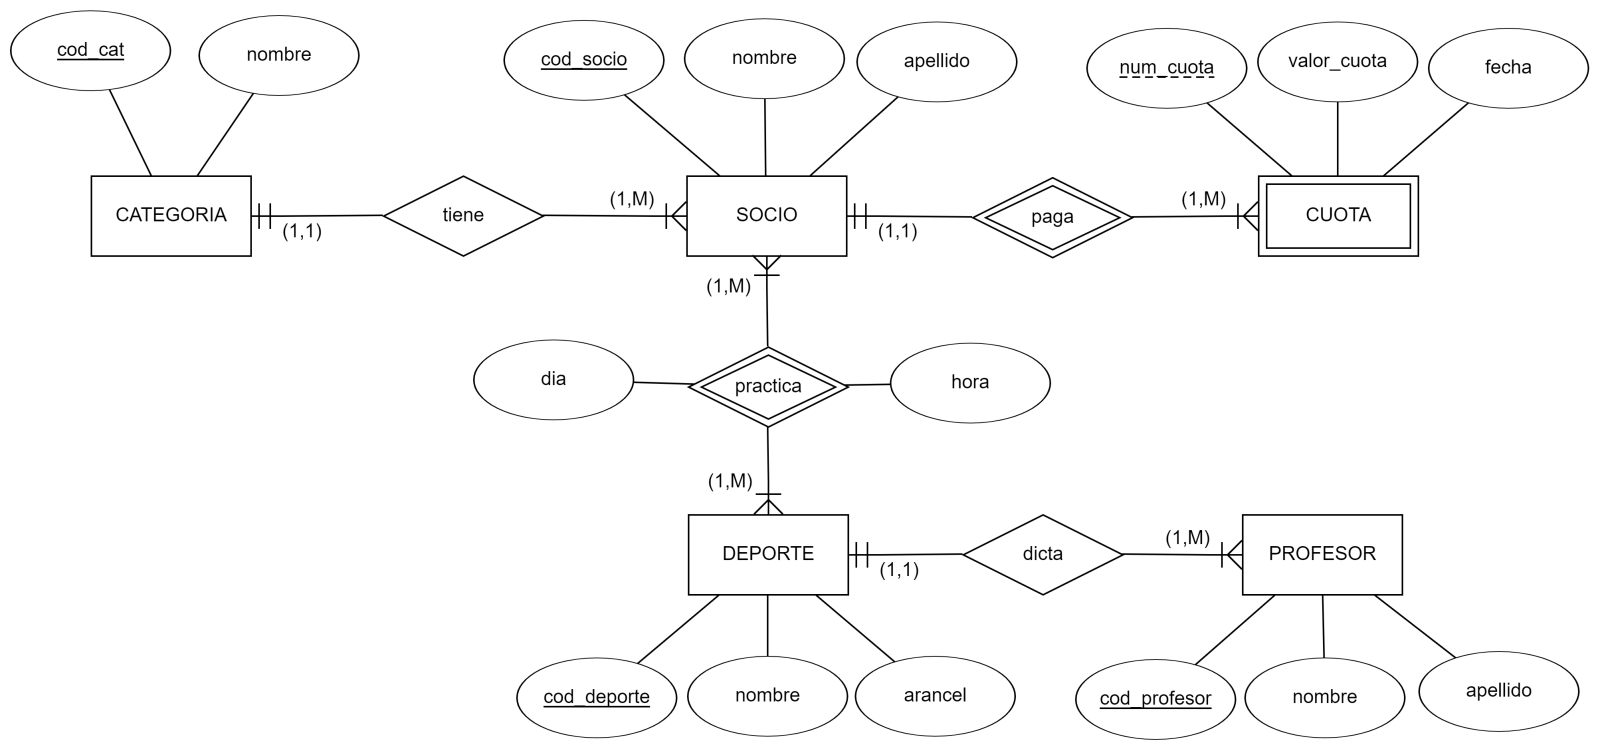 cod_cat
nombre
cod_socio
nombre
apellido
num_cuota
valor_cuota
fecha
CATEGORIA
(1,1)
tiene
(1,M)
SOCIO
(1,1)
paga
(1,M)
CUOTA
(1,M)
dia
practica
hora
(1,M)
DEPORTE
(1,1)
dicta
(1,M)
PROFESOR
cod_deporte
nombre
arancel
cod_profesor
nombre
apellido